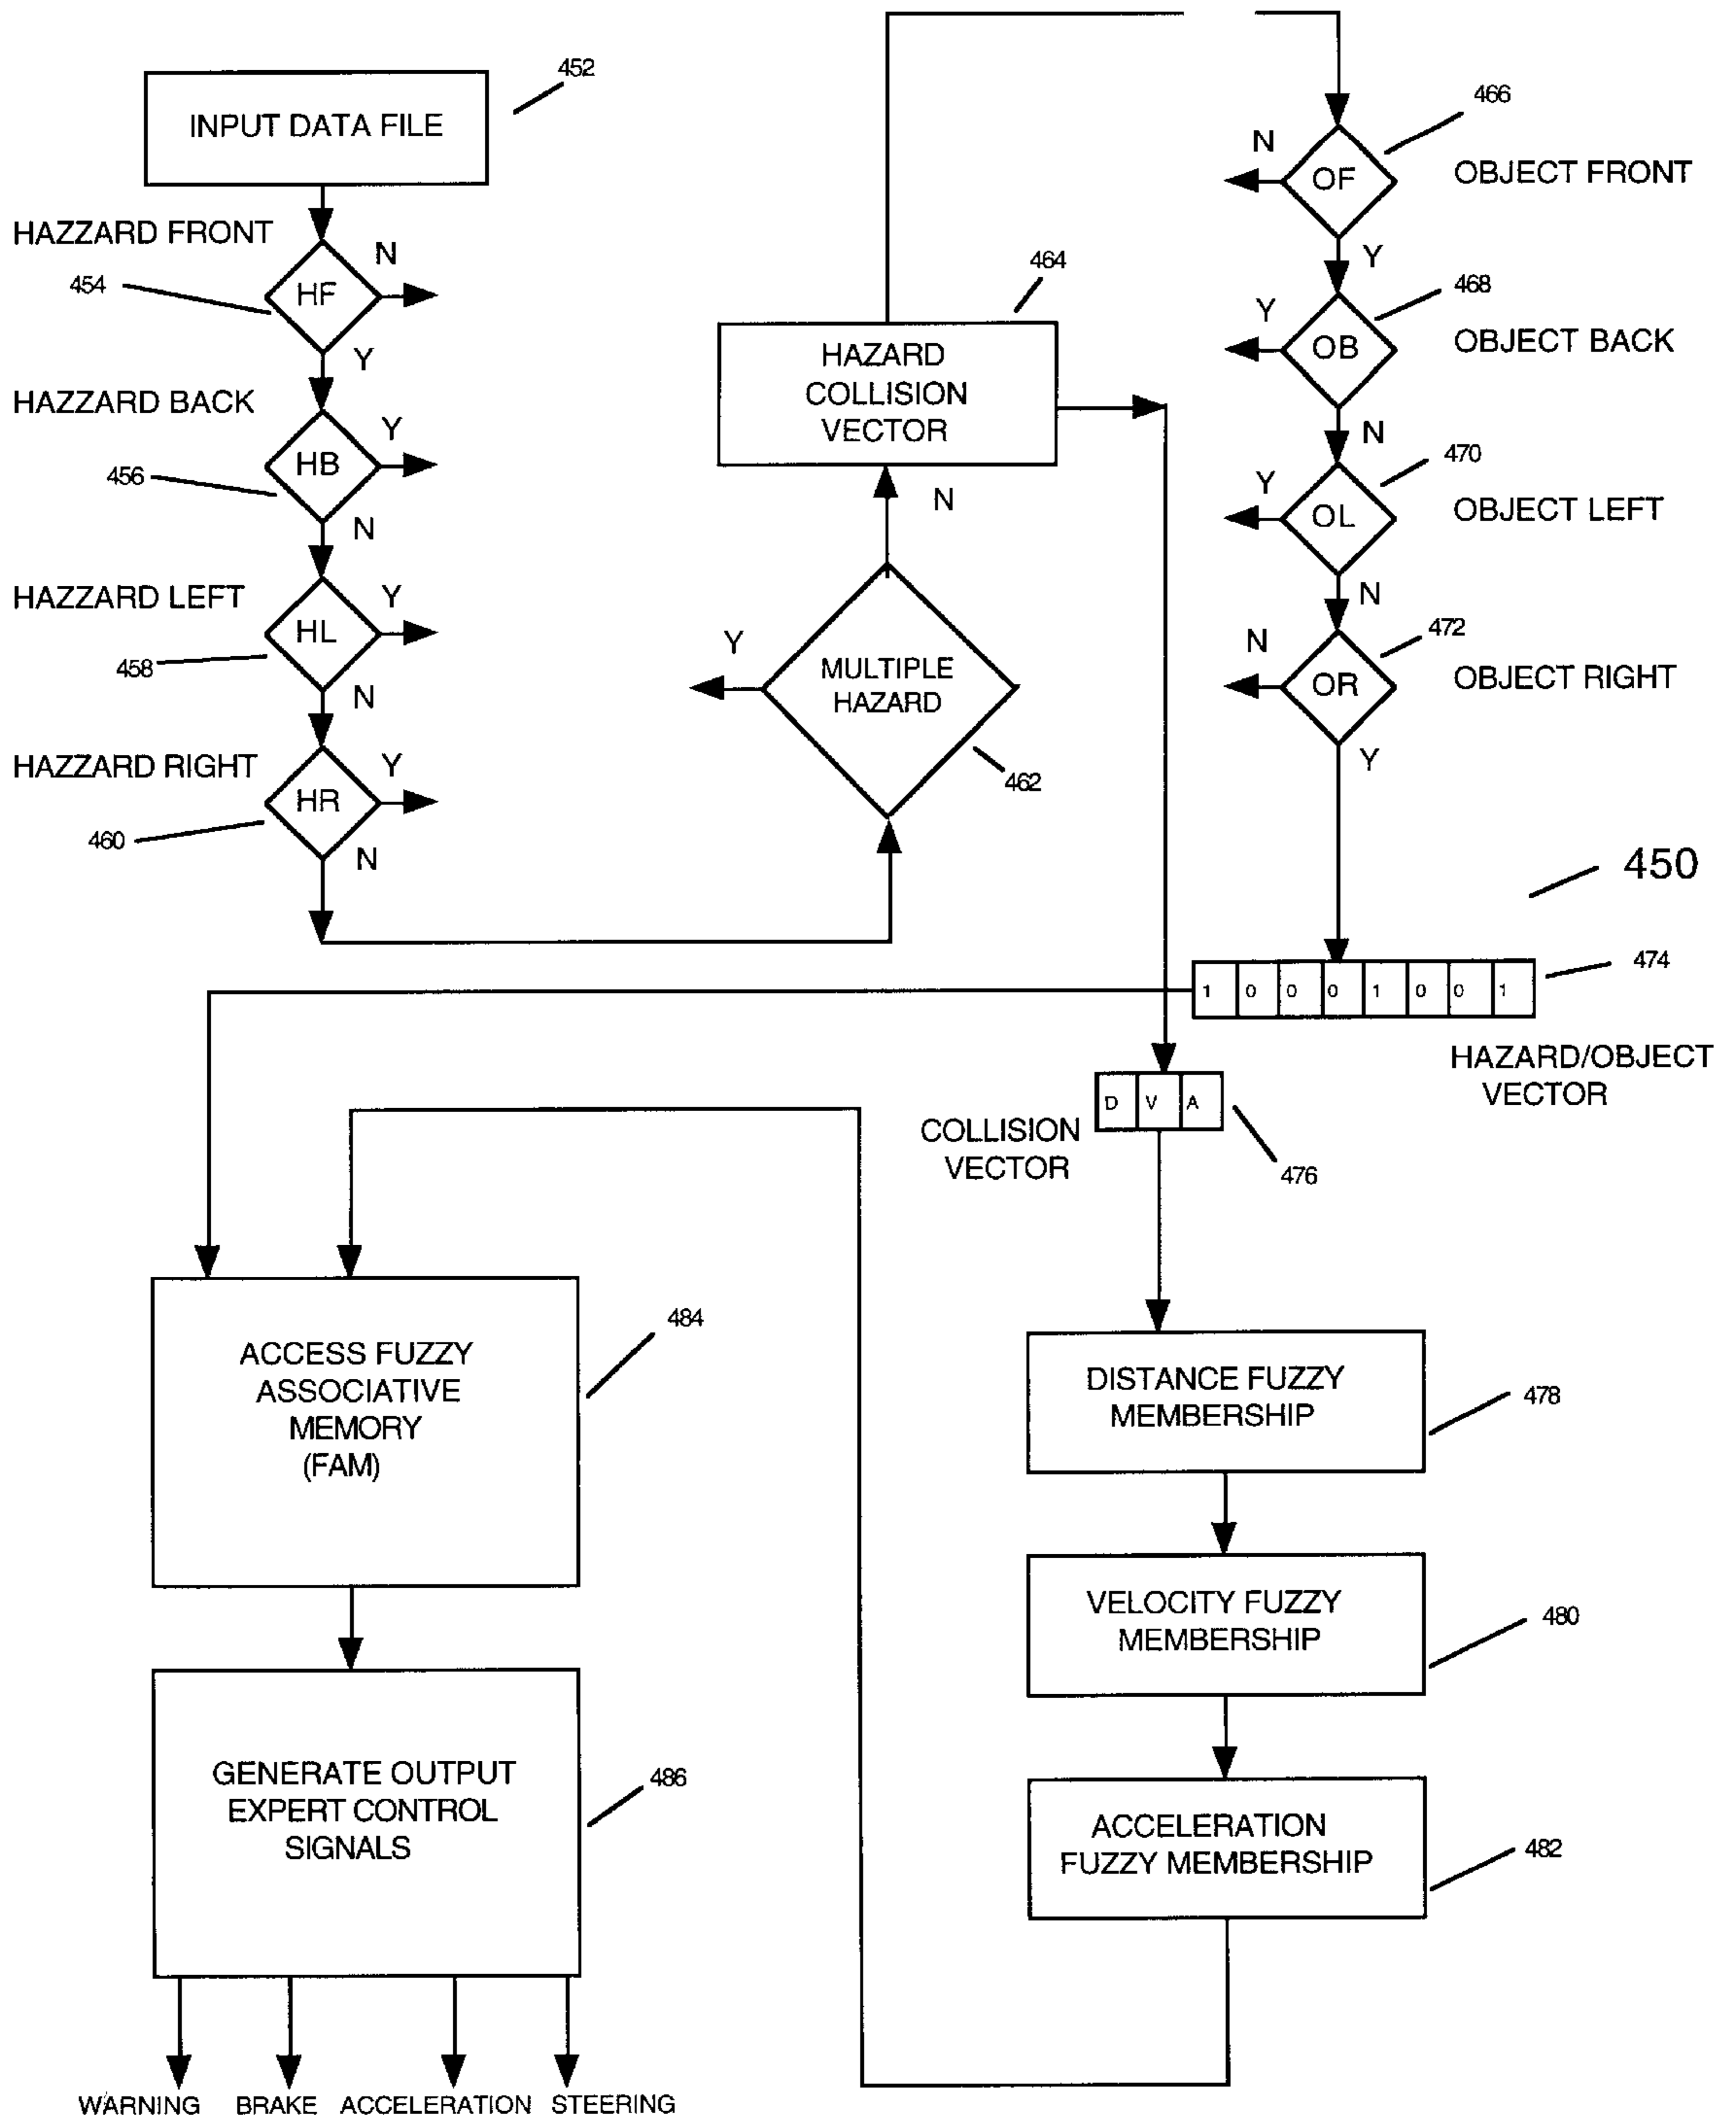 INPUT DATA FILE
452
HAZZARD FRONT
N
454
HF
Y
HAZZARD BACK
Y
456
HB
N
HAZZARD LEFT
Y
458
HL
N
HAZZARD RIGHT
Y
460
HR
N
464
HAZARD
COLLISION
VECTOR
N
Y
MULTIPLE
HAZARD
462
466
N
OF
OBJECT FRONT
Y
468
Y
OB
OBJECT BACK
N
470
Y
OL
OBJECT LEFT
N
472
N
OR
OBJECT RIGHT
Y
450
474
1 0 0 0 1 0 0 1
HAZARD/OBJECT
VECTOR
D V A
COLLISION
VECTOR
476
484
ACCESS FUZZY
ASSOCIATIVE
MEMORY
(FAM)
DISTANCE FUZZY
MEMBERSHIP
478
VELOCITY FUZZY
MEMBERSHIP
480
GENERATE OUTPUT
EXPERT CONTROL
SIGNALS
486
ACCELERATION
FUZZY MEMBERSHIP
482
WARNING BRAKE ACCELERATION STEERING